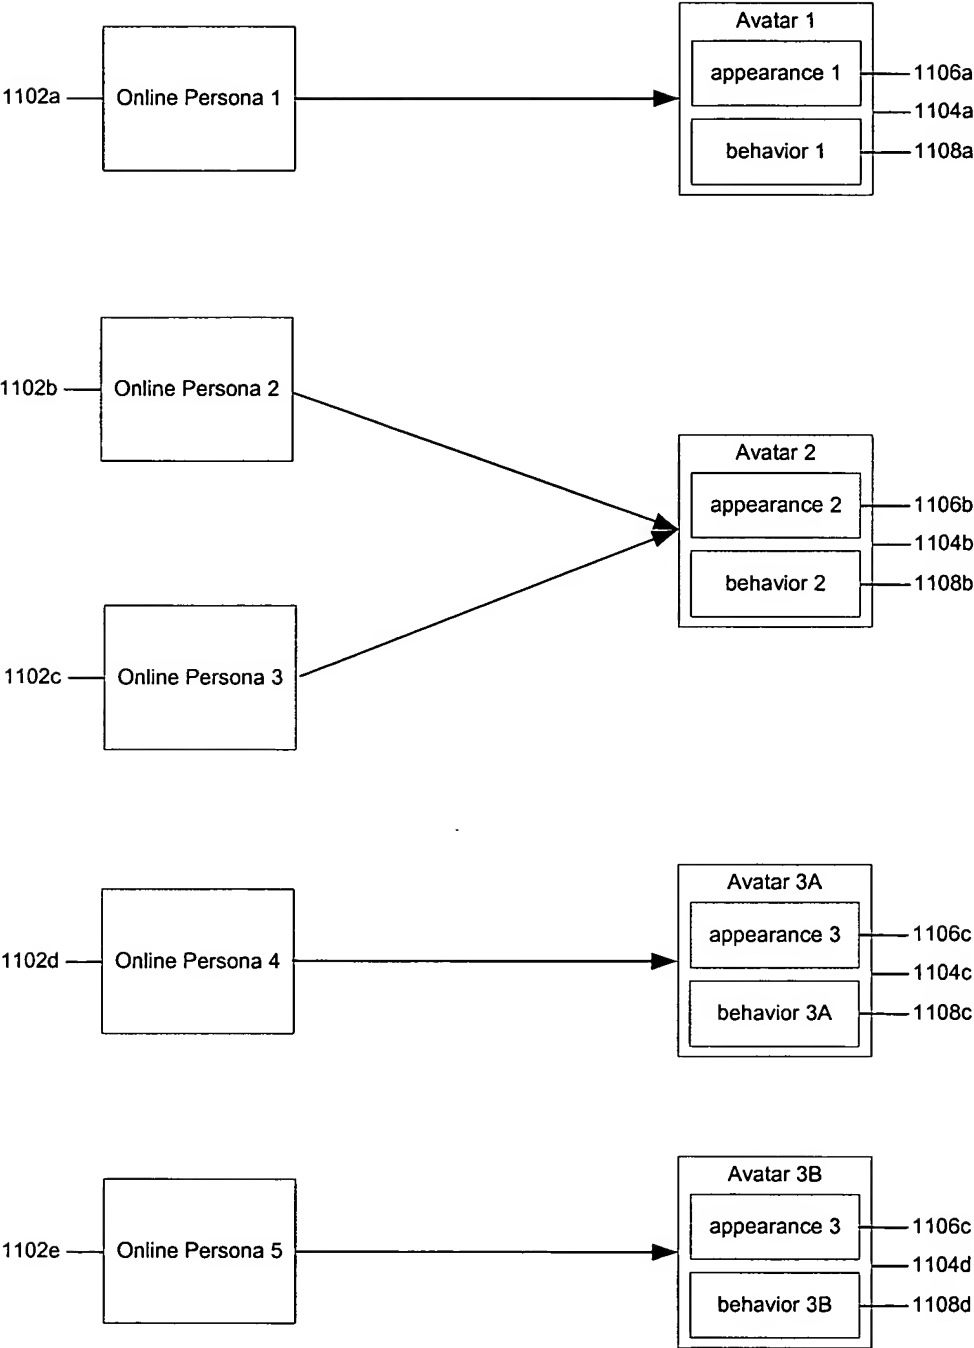 Avatar 1
appearance 1
1106a
1102a
Online Persona 1
1104a
behavior 1
1108a
1102b
Online Persona 2
Avatar 2
appearance 2
1106b
1104b
behavior 2
1108b
1102c
Online Persona 3
Avatar 3A
appearance 3
1106c
1102d
Online Persona 4
1104c
behavior 3A
1108c
Avatar 3B
appearance 3
1106c
1102e
Online Persona 5
1104d
behavior 3B
1108d